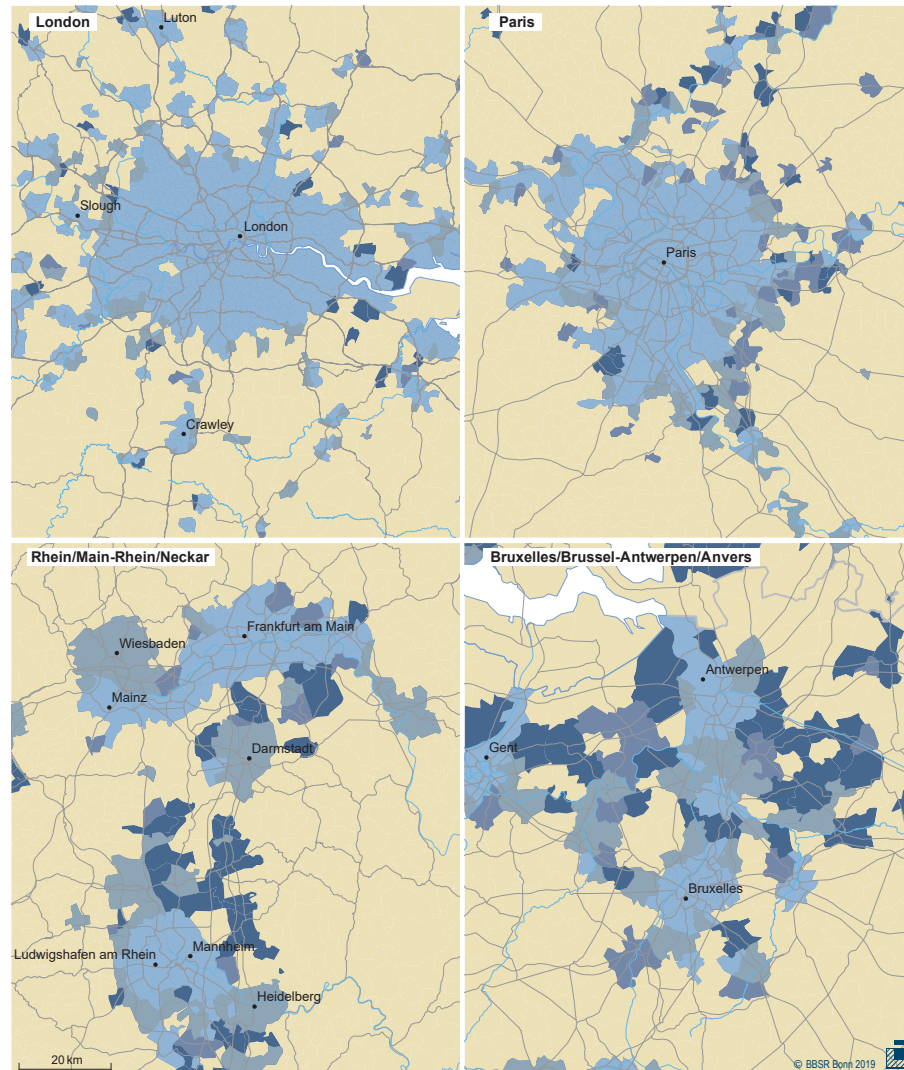 London
Luton
Slough
London
Crawley
Paris
Paris
Rhein/Main-Rhein/Neckar
Wiesbaden
Frankfurt am Main
Mainz
Darmstadt
Ludwigshafen am Rhein
Mannheim
Heidelberg
20 km
Bruxelles/Brussel-Antwerpen/Anvers
Antwerpen
Gent
Bruxelles
© BBSR Bonn 2019